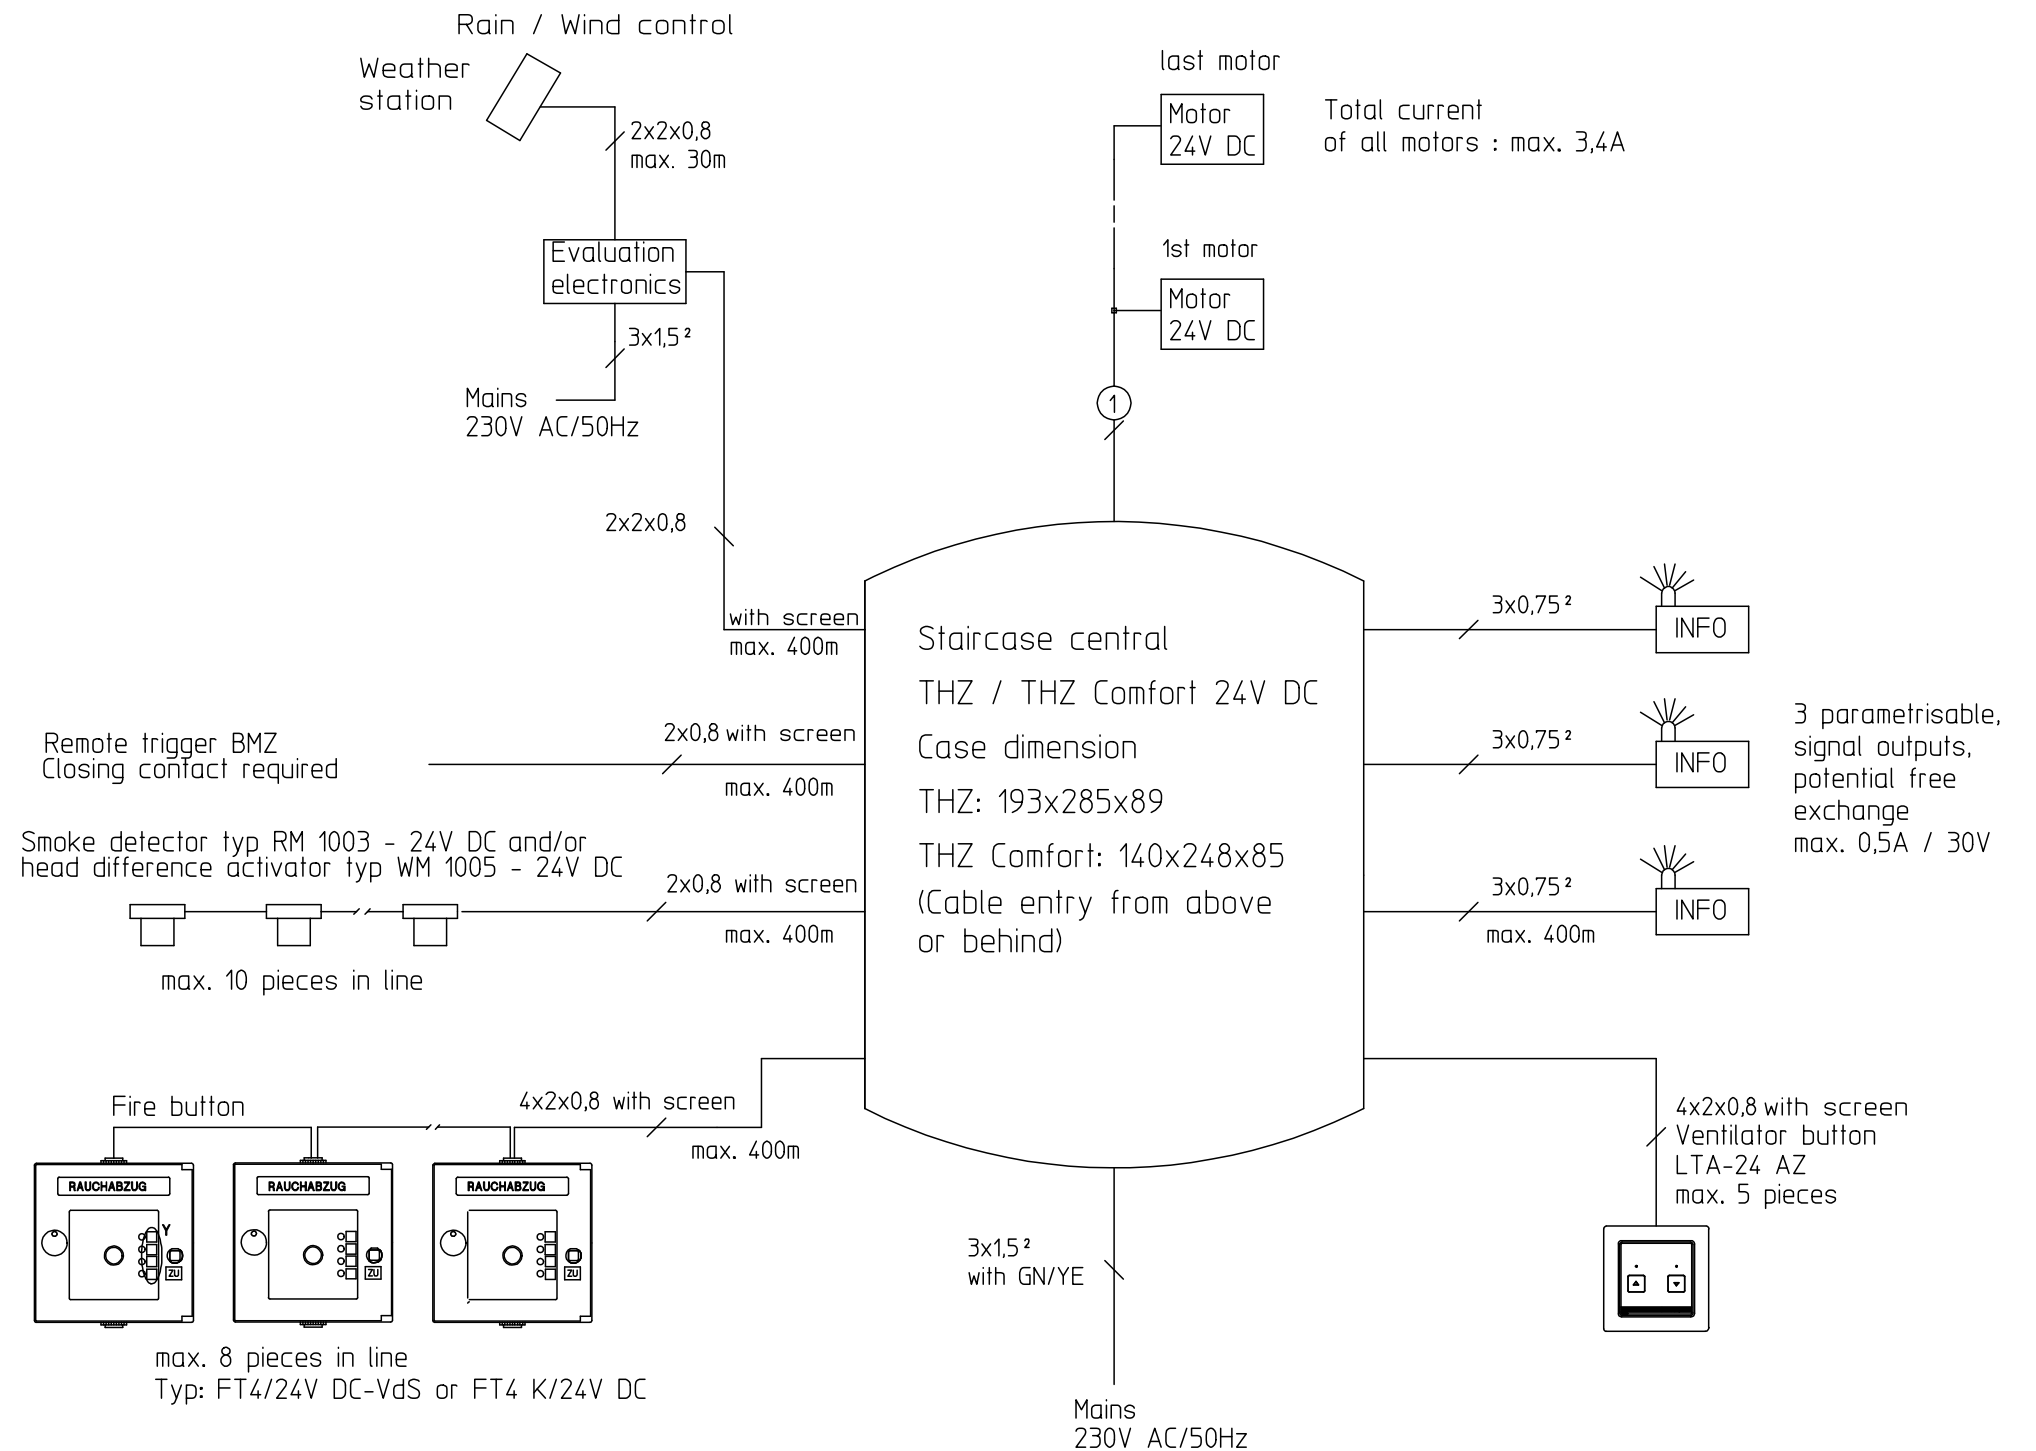 Rain / Wind control
Weather
station
2x2x0,8
max. 30m
Evaluation
electronics
3x1,5²
Mains
230V AC/50Hz
2x2x0,8
with screen
max. 400m
last motor
Motor
24V DC
Total current
of all motors : max. 3,4A
1st motor
Motor
24V DC
1
Remote trigger BMZ
Closing contact required
2x0,8 with screen
max. 400m
Smoke detector typ RM 1003 - 24V DC and/or
head difference activator typ WM 1005 - 24V DC
2x0,8 with screen
max. 400m
max. 10 pieces in line
Fire button
4x2x0,8 with screen
max. 400m
RAUCHABZUG
Y
ZU
RAUCHABZUG
ZU
RAUCHABZUG
ZU
max. 8 pieces in line
Typ: FT4/24V DC-VdS or FT4 K/24V DC
Staircase central
THZ / THZ Comfort 24V DC
Case dimension
THZ: 193x285x89
THZ Comfort: 140x248x85
(Cable entry from above
or behind)
3x1,5²
with GN/YE
Mains
230V AC/50Hz
3x0,75²
INFO
3x0,75²
INFO
3x0,75²
max. 400m
INFO
3 parametrisable,
signal outputs,
potential free
exchange
max. 0,5A / 30V
4x2x0,8 with screen
Ventilator button
LTA-24 AZ
max. 5 pieces